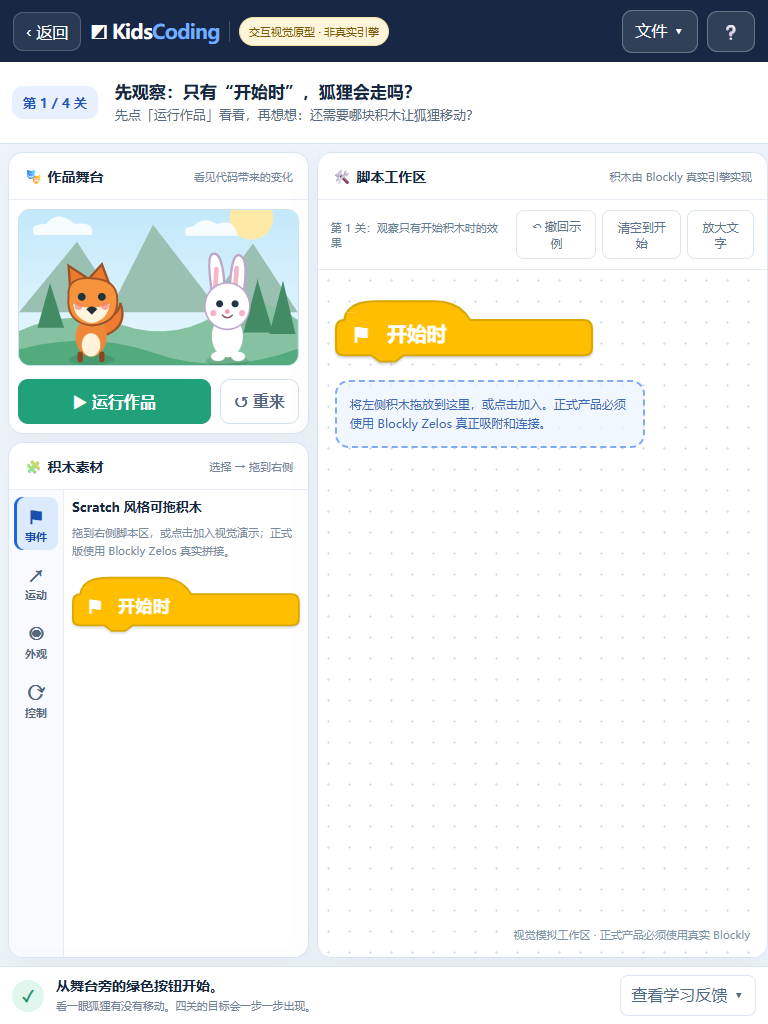 ‹ 返回
KidsCoding
交互视觉原型 · 非真实引擎
文件 ▼
?
第 1 / 4 关
先观察：只有“开始时”，狐狸会走吗？
先点「运行作品」看看，再想想：还需要哪块积木让狐狸移动？
作品舞台
看见代码带来的变化
▶ 运行作品
↺ 重来
积木素材
选择 → 拖到右侧
事件
运动
外观
控制
Scratch 风格可拖积木
拖到右侧脚本区，或点击加入视觉演示；正式
版使用 Blockly Zelos 真实拼接。
开始时
脚本工作区
积木由 Blockly 真实引擎实现
第 1 关：观察只有开始积木时的效
果
↶ 撤回示
例
清空到开
始
放大文
字
开始时
将左侧积木拖放到这里，或点击加入。正式产品必须
使用 Blockly Zelos 真正吸附和连接。
视觉模拟工作区 · 正式产品必须使用真实 Blockly
✓
从舞台旁的绿色按钮开始。
看一眼狐狸有没有移动。四关的目标会一步一步出现。
查看学习反馈 ▼